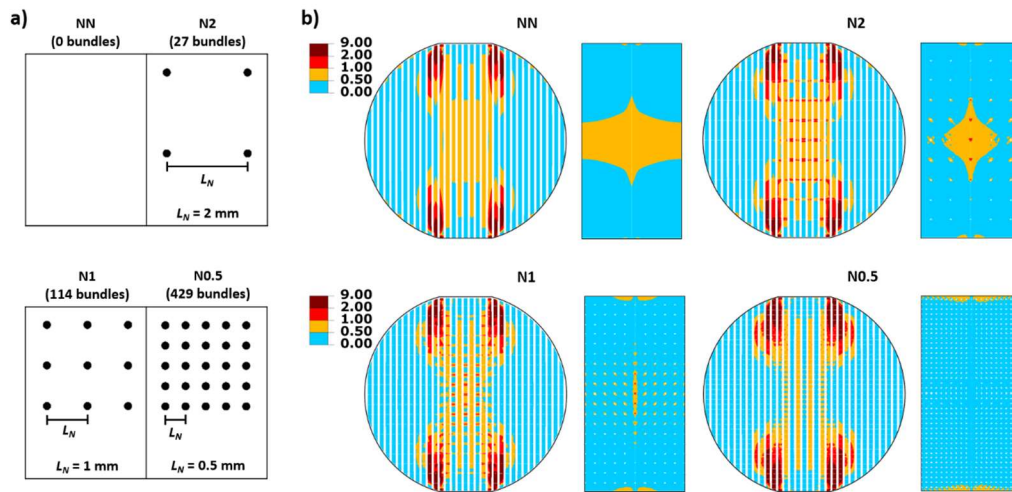 a)
NN
(0 bundles)
N2
(27 bundles)
L_N
L_N = 2 mm
N1
(114 bundles)
N0.5
(429 bundles)
L_N
L_N
L_N = 1 mm
L_N = 0.5 mm
b)
NN
N2
9.00
2.00
1.00
0.50
0.00
N1
N0.5
9.00
2.00
1.00
0.50
0.00